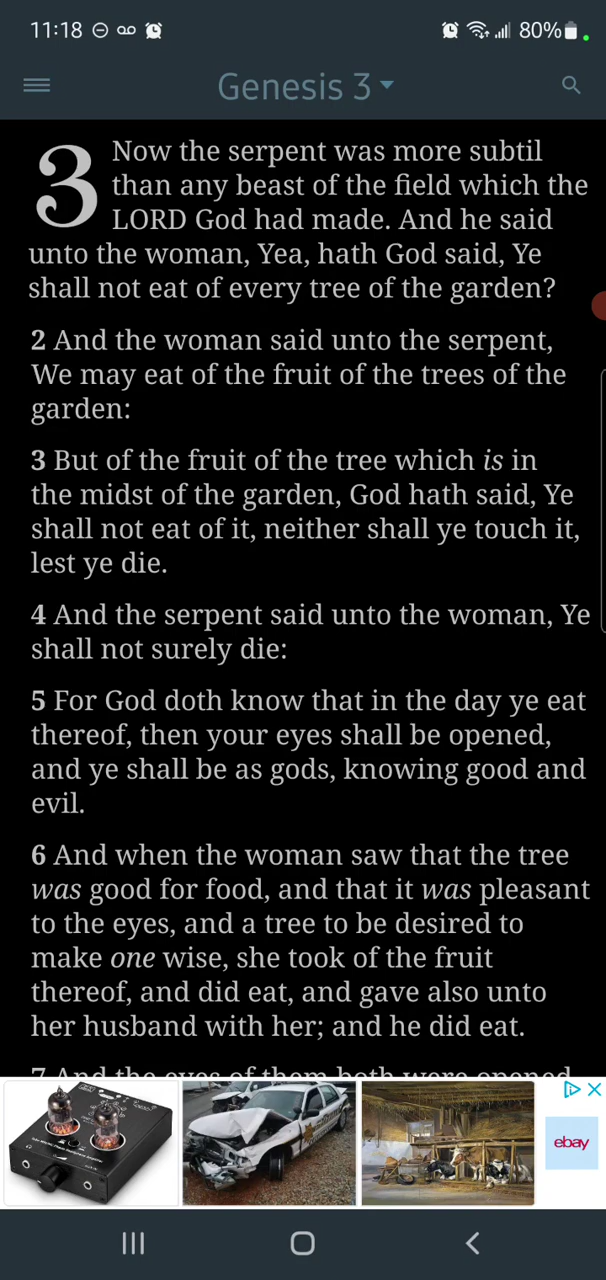 11:18
80%
Genesis 3
3 Now the serpent was more subtil
than any beast of the field which the
LORD God had made. And he said
unto the woman, Yea, hath God said, Ye
shall not eat of every tree of the garden?
2 And the woman said unto the serpent,
We may eat of the fruit of the trees of the
garden:
3 But of the fruit of the tree which is in
the midst of the garden, God hath said, Ye
shall not eat of it, neither shall ye touch it,
lest ye die.
4 And the serpent said unto the woman, Ye
shall not surely die:
5 For God doth know that in the day ye eat
thereof, then your eyes shall be opened,
and ye shall be as gods, knowing good and
evil.
6 And when the woman saw that the tree
was good for food, and that it was pleasant
to the eyes, and a tree to be desired to
make one wise, she took of the fruit
thereof, and did eat, and gave also unto
her husband with her; and he did eat.
7 And the eyes of them both were opened,
ebay